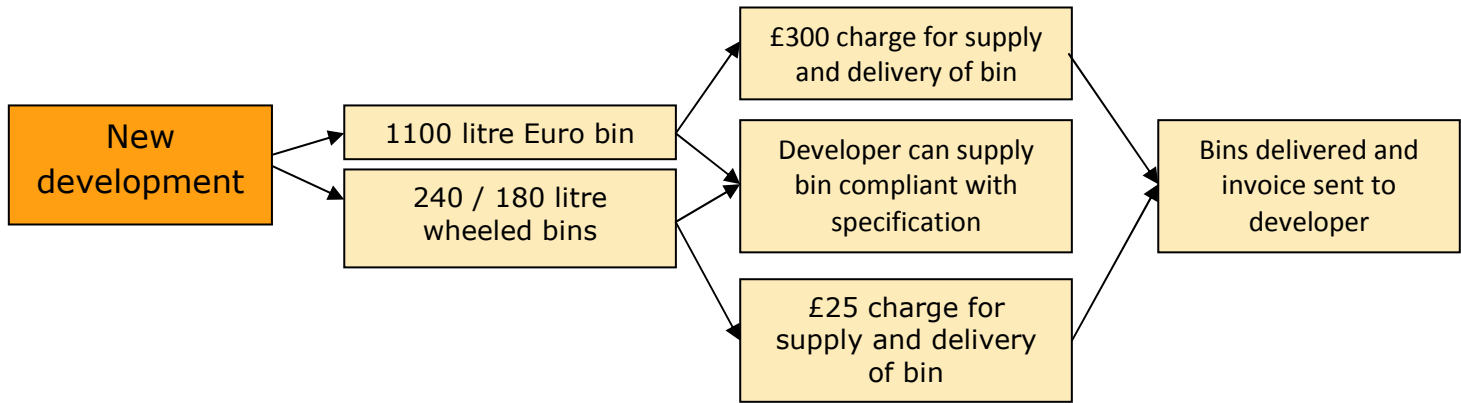 New
development
1100 litre Euro bin
240 / 180 litre
wheeled bins
£300 charge for supply
and delivery of bin
Developer can supply
bin compliant with
specification
£25 charge for
supply and delivery
of bin
Bins delivered and
invoice sent to
developer